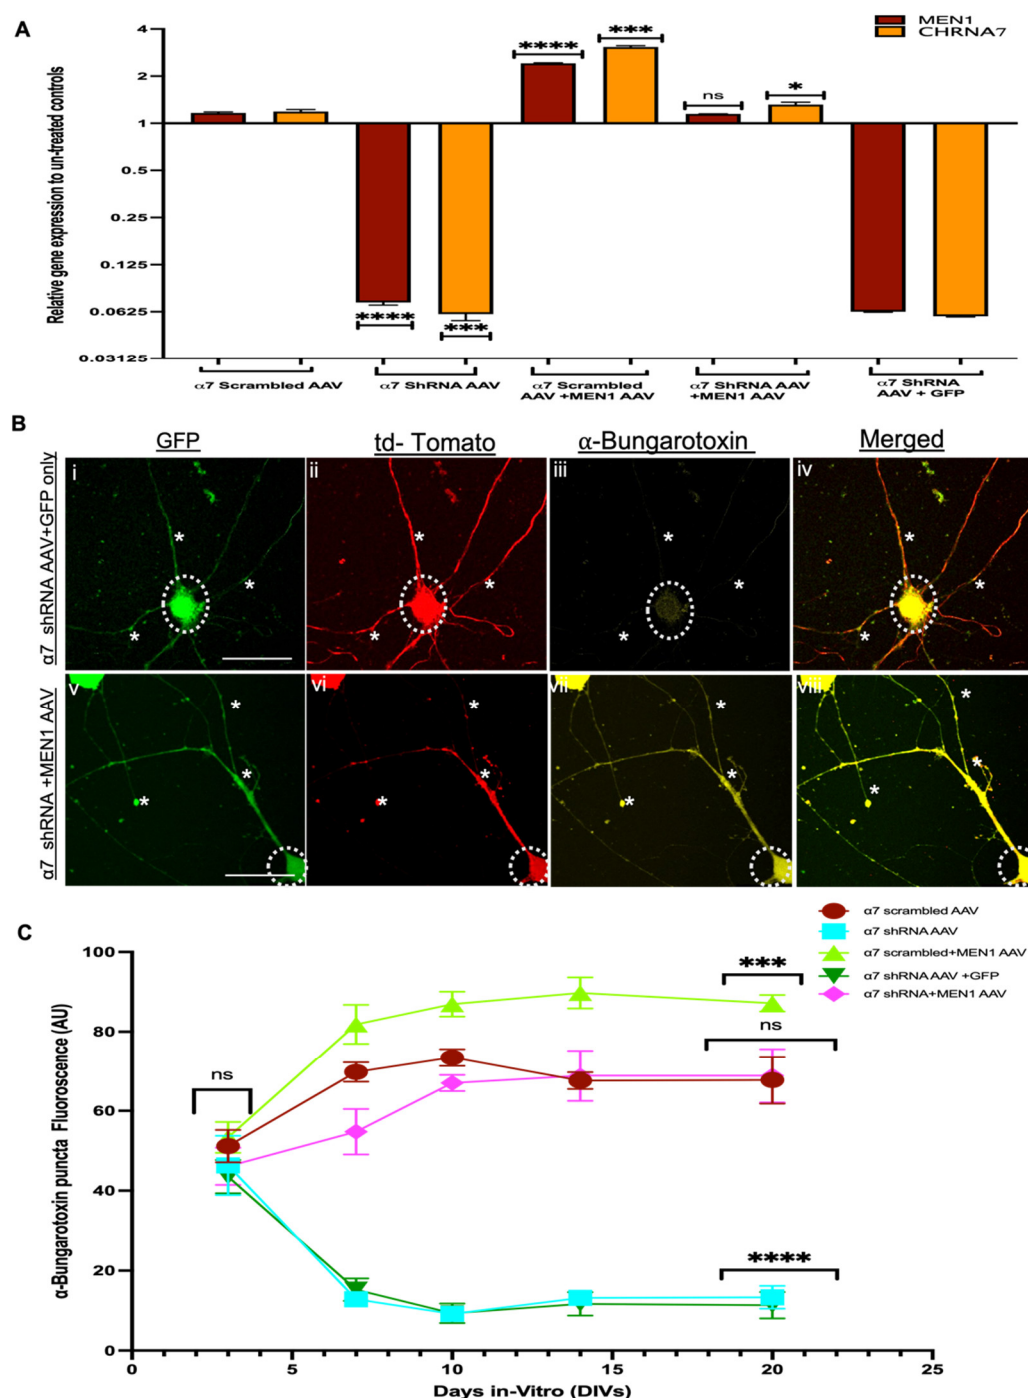 A
MEN1
CHRNA7
Relative gene expression to un-treated controls
4
2
1
0.5
0.25
0.125
0.0625
0.03125
****
***
****
***
ns
*
α7 Scrambled AAV
α7 ShRNA AAV
α7 Scrambled
AAV +MEN1 AAV
α7 ShRNA AAV
+MEN1 AAV
α7 ShRNA
AAV + GFP
B
GFP
td- Tomato
α-Bungarotoxin
Merged
α7 shRNA AAV+GFP only
i
ii
iii
iv
* * *
* * *
* * *
* * *
α7 shRNA +MEN1 AAV
v
vi
vii
viii
* * *
* * *
* * *
* * *
C
α7 scrambled AAV
α7 shRNA AAV
α7 scrambled+MEN1 AAV
α7 shRNA AAV +GFP
α7 shRNA+MEN1 AAV
α-Bungarotoxin puncta Fluoroscence (AU)
100
80
60
40
20
0
ns
***
ns
****
0 5 10 15 20 25
Days in-Vitro (DIVs)